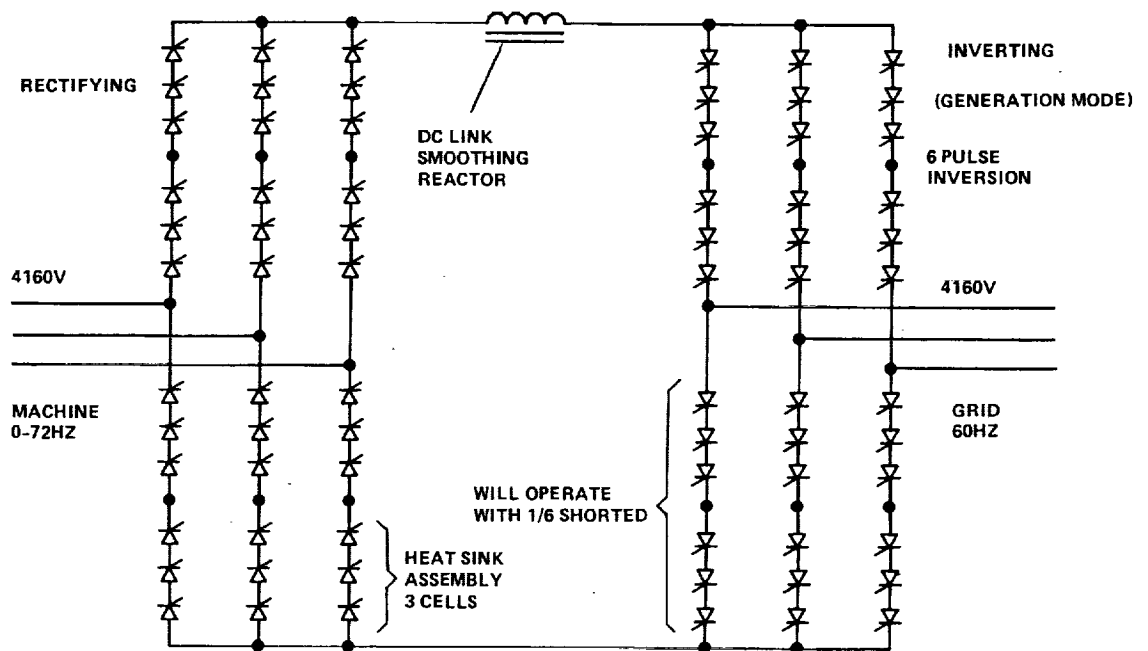 RECTIFYING
DC LINK
SMOOTHING
REACTOR
INVERTING
(GENERATION MODE)
6 PULSE
INVERSION
4160V
4160V
MACHINE
0-72HZ
GRID
60HZ
WILL OPERATE
WITH 1/6 SHORTED
HEAT SINK
ASSEMBLY
3 CELLS